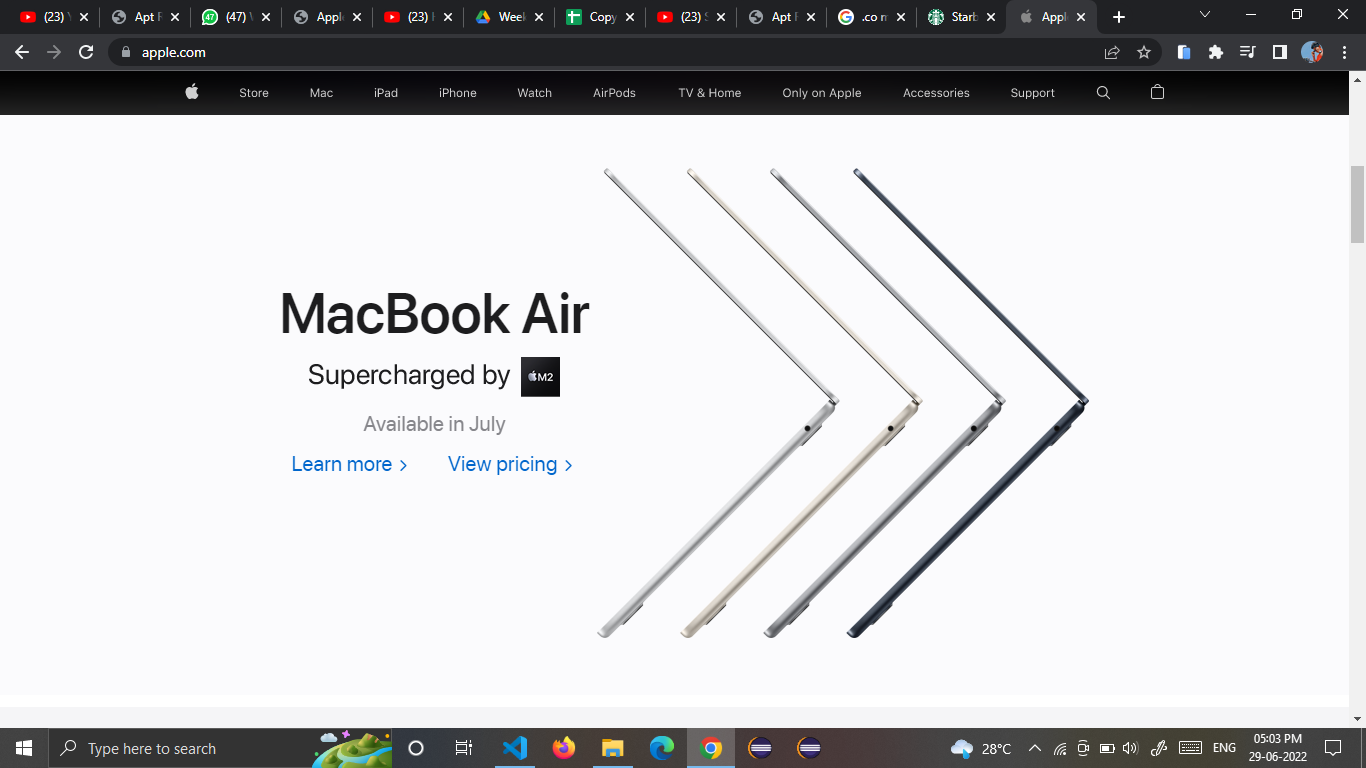 (23) Y
Apt F
(47) V
Apple
(23) I
Week
Copy
(23) S
Apt F
.co m
Starb
Apple
apple.com
Store
Mac
iPad
iPhone
Watch
AirPods
TV & Home
Only on Apple
Accessories
Support
MacBook Air
Supercharged by M2
Available in July
Learn more >
View pricing >
Type here to search
28°C
ENG
05:03 PM
29-06-2022